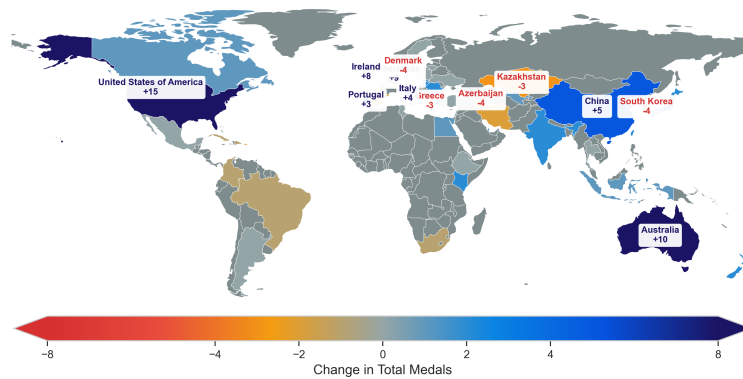 Ireland
+8
Denmark
-4
United States of America
+15
Portugal
+3
Italy
+4
-3
Azerbaijan
-4
Kazakhstan
-3
China
+5
South Korea
-4
Australia
+10
−8
−4
−2
0
2
4
8
Change in Total Medals